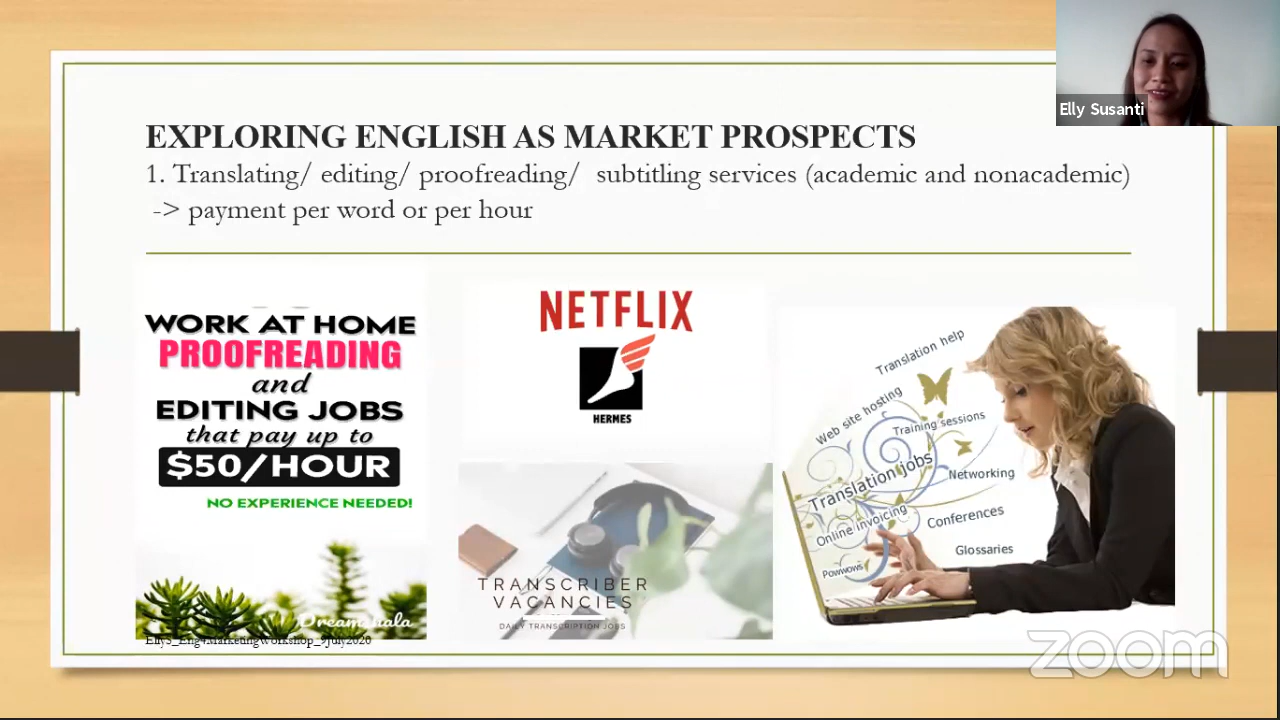 Elly Susanti
EXPLORING ENGLISH AS MARKET PROSPECTS
1. Translating/ editing/ proofreading/ subtitling services (academic and nonacademic)
-> payment per word or per hour
WORK AT HOME
PROOFREADING
and
EDITING JOBS
that pay up to
$50/HOUR
NO EXPERIENCE NEEDED!
Dreamshala
NETFLIX
HERMES
TRANSCRIBER
VACANCIES
DAILY TRANSCRIPTION JOBS
Translation help
Web site hosting
Training sessions
Translation jobs
Networking
Online invoicing
Conferences
Glossaries
Powwows
zoom